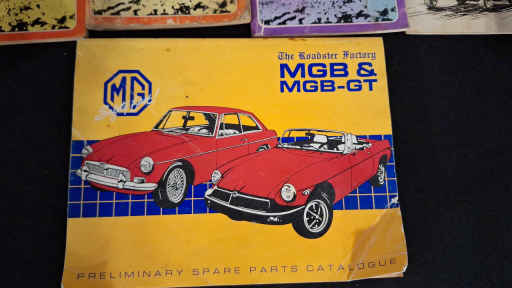 The Roadster Factory
MGB &
MGB-GT
MG
PRELIMINARY SPARE PARTS CATALOGUE